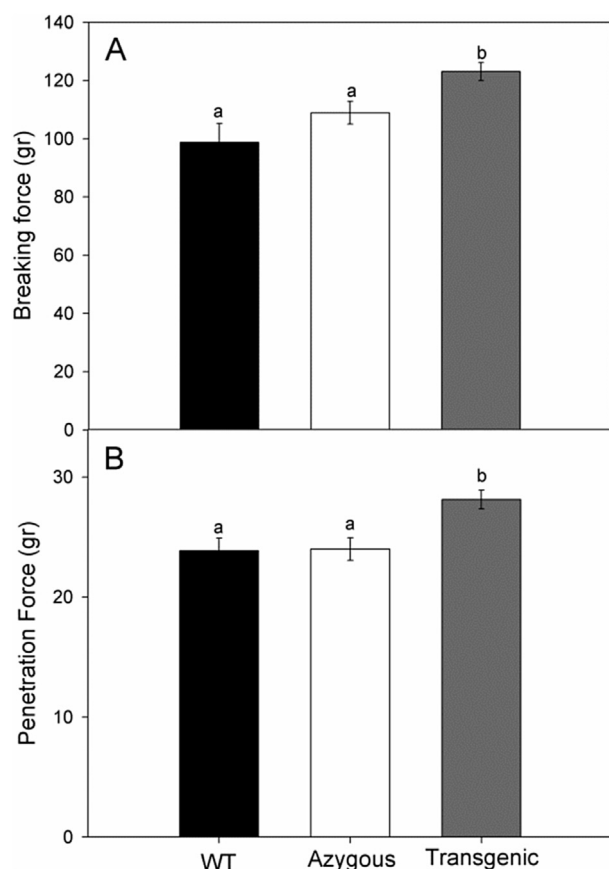 A
Breaking force (gr)
140
120
100
80
60
40
20
0
a
a
b
B
Penetration Force (gr)
30
20
10
0
a
a
b
WT
Azygous
Transgenic